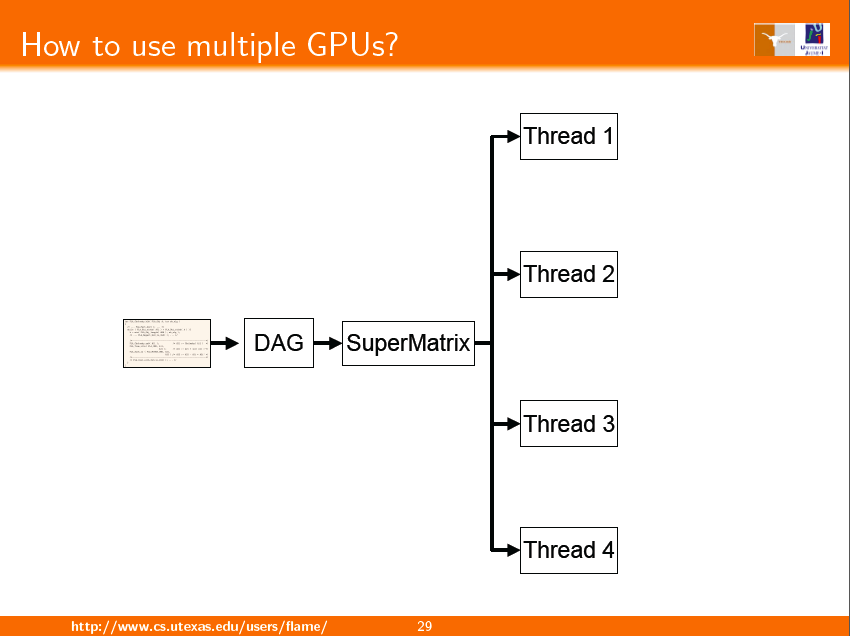 How to use multiple GPUs?
Thread 1
Thread 2
DAG
SuperMatrix
Thread 3
Thread 4
http://www.cs.utexas.edu/users/flame/
29